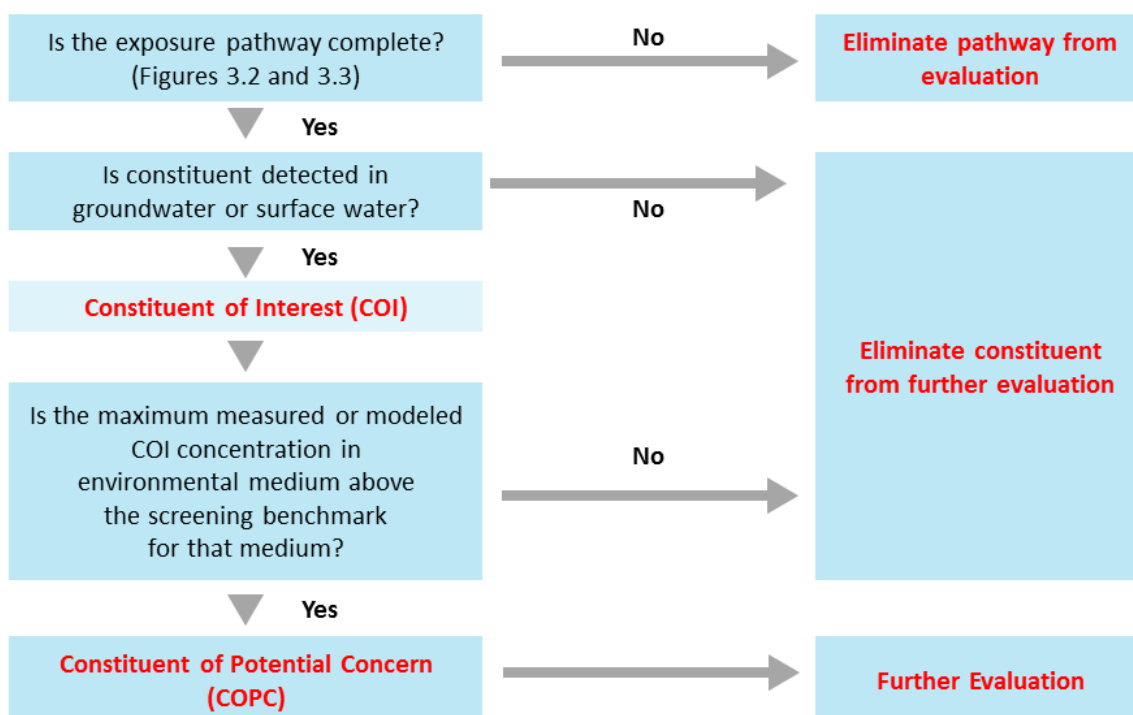 Is the exposure pathway complete?
(Figures 3.2 and 3.3)
No
Eliminate pathway from
evaluation
Yes
Is constituent detected in
groundwater or surface water?
No
Yes
Constituent of Interest (COI)
Eliminate constituent
from further evaluation
Is the maximum measured or modeled
COI concentration in
environmental medium above
the screening benchmark
for that medium?
No
Yes
Constituent of Potential Concern
(COPC)
Further Evaluation